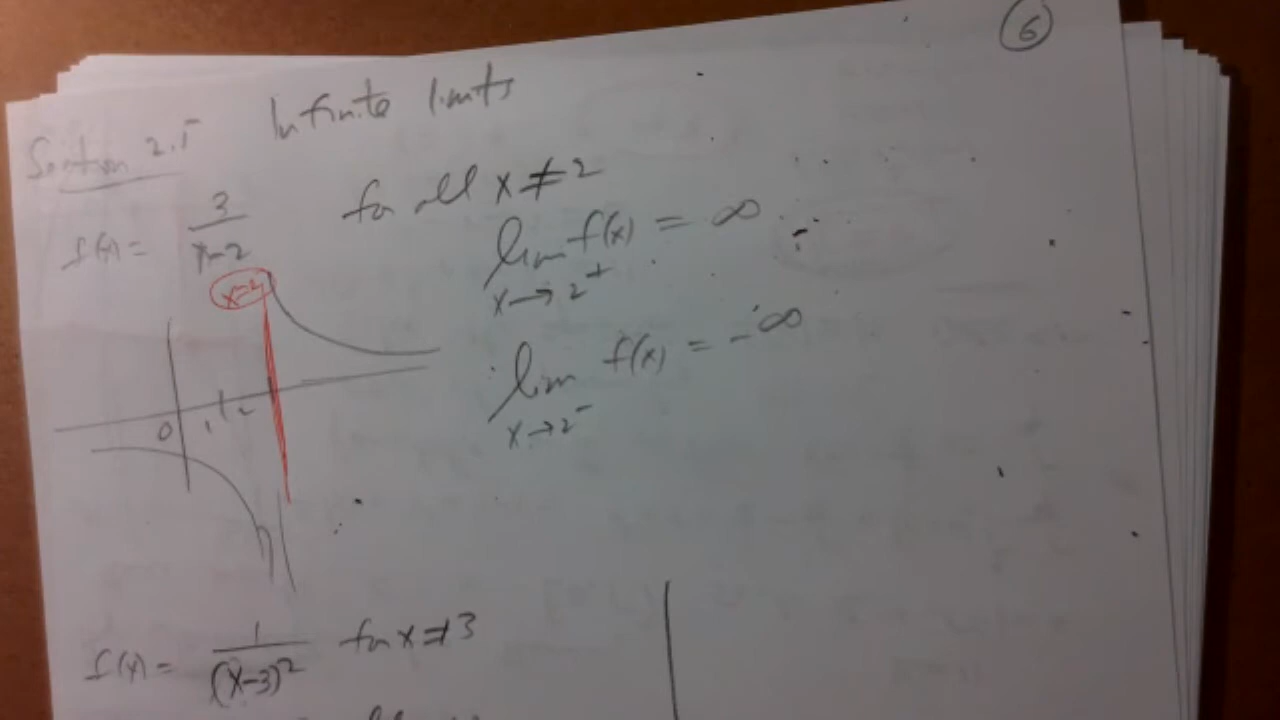 6
Section 2.5 Infinite limits
f(x) = 3/(x-2) for all x ≠ 2
lim f(x) = ∞
x → 2⁺
x=2
lim f(x) = -∞
x → 2⁻
0 1 2
f(x) = 1/(x-3)² for x ≠ 3